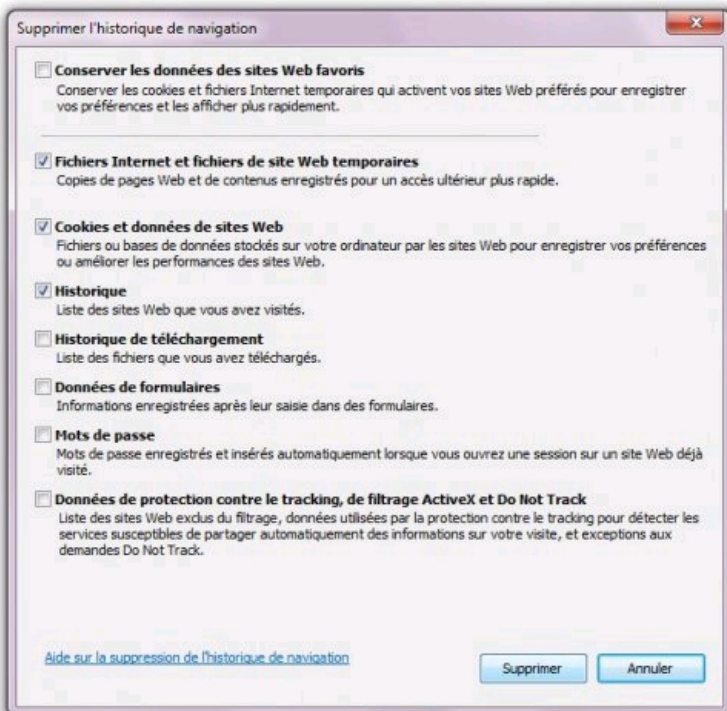 Supprimer l'historique de navigation
Conserver les données des sites Web favoris
Conserver les cookies et fichiers Internet temporaires qui activent vos sites Web préférés pour enregistrer
vos préférences et les afficher plus rapidement.
Fichiers Internet et fichiers de site Web temporaires
Copies de pages Web et de contenus enregistrés pour un accès ultérieur plus rapide.
Cookies et données de sites Web
Fichiers ou bases de données stockés sur votre ordinateur par les sites Web pour enregistrer vos préférences
ou améliorer les performances des sites Web.
Historique
Liste des sites Web que vous avez visités.
Historique de téléchargement
Liste des fichiers que vous avez téléchargés.
Données de formulaires
Informations enregistrées après leur saisie dans des formulaires.
Mots de passe
Mots de passe enregistrés et insérés automatiquement lorsque vous ouvrez une session sur un site Web déjà
visité.
Données de protection contre le tracking, de filtrage ActiveX et Do Not Track
Liste des sites Web exclus du filtrage, données utilisées par la protection contre le tracking pour détecter les
services susceptibles de partager automatiquement des informations sur votre visite, et exceptions aux
demandes Do Not Track.
Aide sur la suppression de l'historique de navigation
Supprimer
Annuler